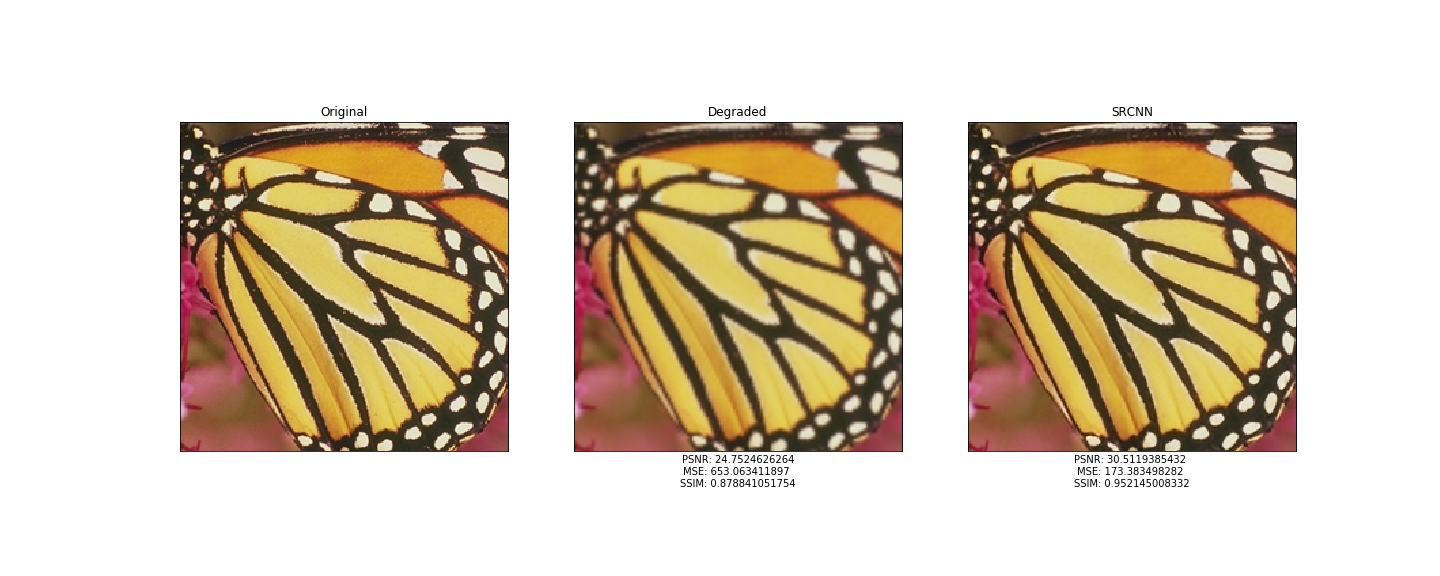 Original
Degraded
SRCNN
PSNR: 24.7524626264
MSE: 653.063411897
SSIM: 0.878841051754
PSNR: 30.5119385432
MSE: 173.383498282
SSIM: 0.952145008332